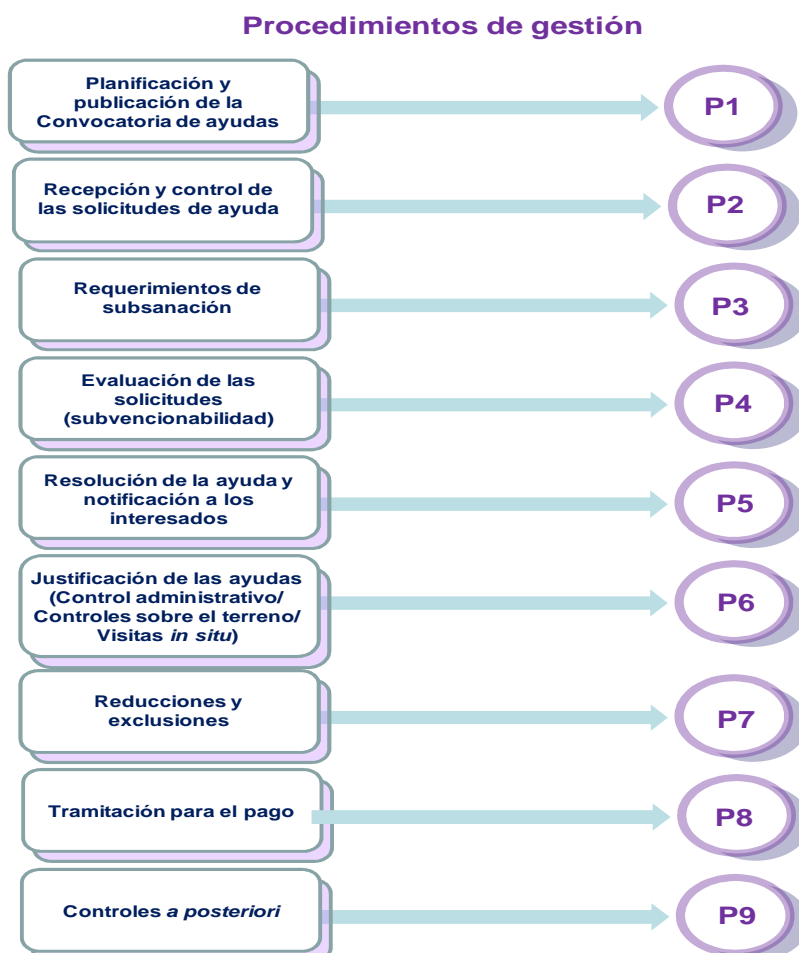 Procedimientos de gestión
Planificación y
publicación de la
Convocatoria de ayudas
P1
Recepción y control de
las solicitudes de ayuda
P2
Requerimientos de
subsanación
P3
Evaluación de las
solicitudes
(subvencionabilidad)
P4
Resolución de la ayuda y
notificación a los
interesados
P5
Justificación de las ayudas
(Control administrativo/
Controles sobre el terreno/
Visitas in situ)
P6
Reducciones y
exclusiones
P7
Tramitación para el pago
P8
Controles a posteriori
P9